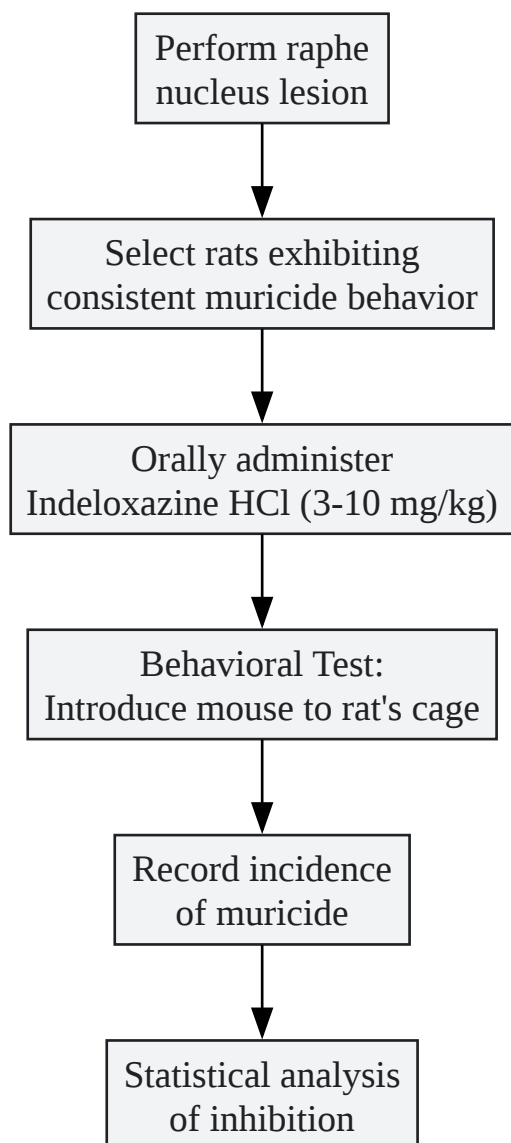 Perform raphe
nucleus lesion
Select rats exhibiting
consistent muricide behavior
Orally administer
Indeloxazine HCl (3-10 mg/kg)
Behavioral Test:
Introduce mouse to rat's cage
Record incidence
of muricide
Statistical analysis
of inhibition